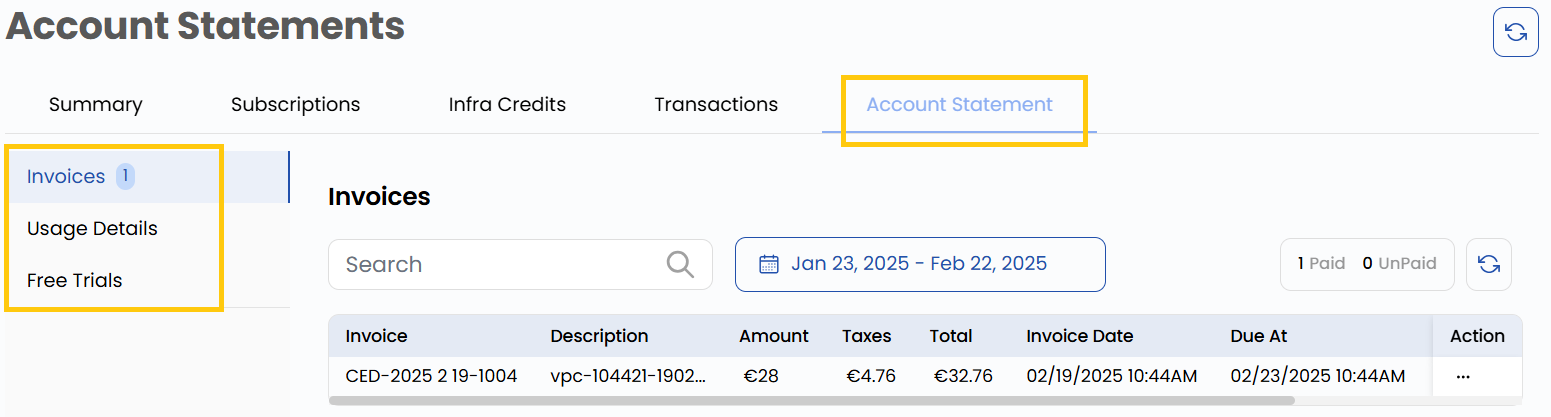 Account Statements
Summary Subscriptions Infra Credits Transactions Account Statement
Invoices 1
Usage Details
Free Trials
Invoices
Search Jan 23, 2025 - Feb 22, 2025 1 Paid 0 UnPaid
Invoice Description Amount Taxes Total Invoice Date Due At Action
CED-2025 2 19-1004 vpc-104421-1902... €28 €4.76 €32.76 02/19/2025 10:44AM 02/23/2025 10:44AM ...